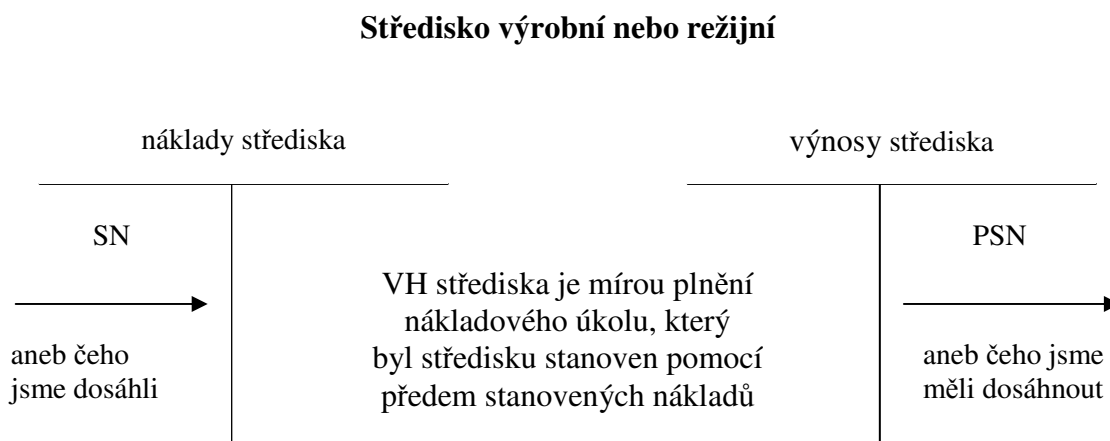 Středisko výrobní nebo režijní
náklady střediska
výnosy střediska
SN
PSN
VH střediska je mírou plnění
nákladového úkolu, který
byl středisku stanoven pomocí
předem stanovených nákladů
aneb čeho
jsme dosáhli
aneb čeho jsme
měli dosáhnout